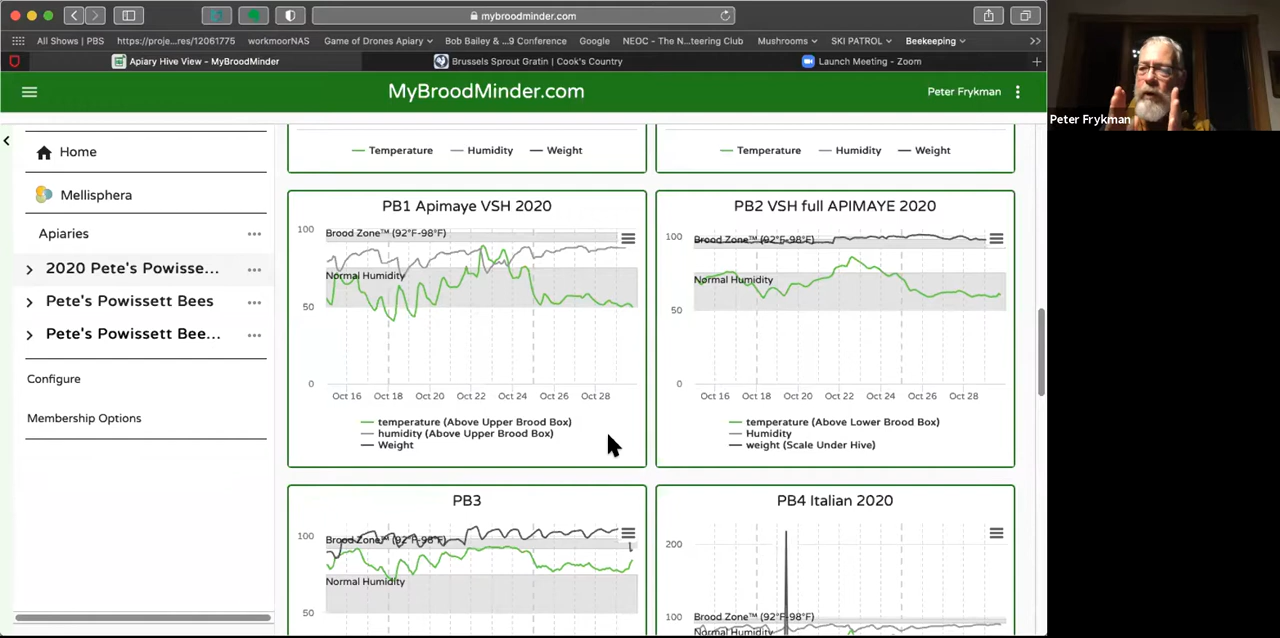 mybroodminder.com
All Shows | PBS
https://proje...res/12061775
workmoorNAS
Game of Drones Apiary
Bob Bailey &...9 Conference
Google
NEOC - The N...teering Club
Mushrooms
SKI PATROL
Beekeeping
>>
Apiary Hive View - MyBroodMinder
Brussels Sprout Gratin | Cook's Country
Launch Meeting - Zoom
MyBroodMinder.com
Peter Frykman
Peter Frykman
Home
Mellisphera
Apiaries
2020 Pete's Powisse...
Pete's Powissett Bees
Pete's Powissett Bee...
Configure
Membership Options
Temperature Humidity Weight
Temperature Humidity Weight
PB1 Apimaye VSH 2020
100
Brood Zone™ (92°F-98°F)
Normal Humidity
50
0
Oct 16 Oct 18 Oct 20 Oct 22 Oct 24 Oct 26 Oct 28
temperature (Above Upper Brood Box)
humidity (Above Upper Brood Box)
Weight
PB2 VSH full APIMAYE 2020
100
Brood Zone™ (92°F-98°F)
Normal Humidity
50
0
Oct 16 Oct 18 Oct 20 Oct 22 Oct 24 Oct 26 Oct 28
temperature (Above Lower Brood Box)
Humidity
weight (Scale Under Hive)
PB3
100
Brood Zone™ (92°F-98°F)
Normal Humidity
50
PB4 Italian 2020
200
100
Brood Zone™ (92°F-98°F)
Normal Humidity